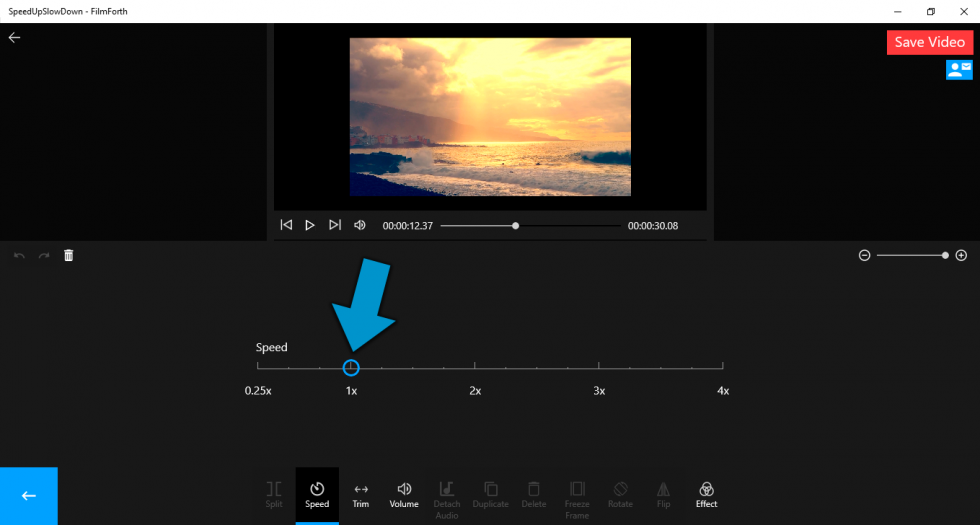 SpeedUpSlowDown - FilmForth
Save Video
00:00:12.37 00:00:30.08
Speed
0.25x 1x 2x 3x 4x
Split Speed Trim Volume Detach Audio Duplicate Delete Freeze Frame Rotate Flip Effect